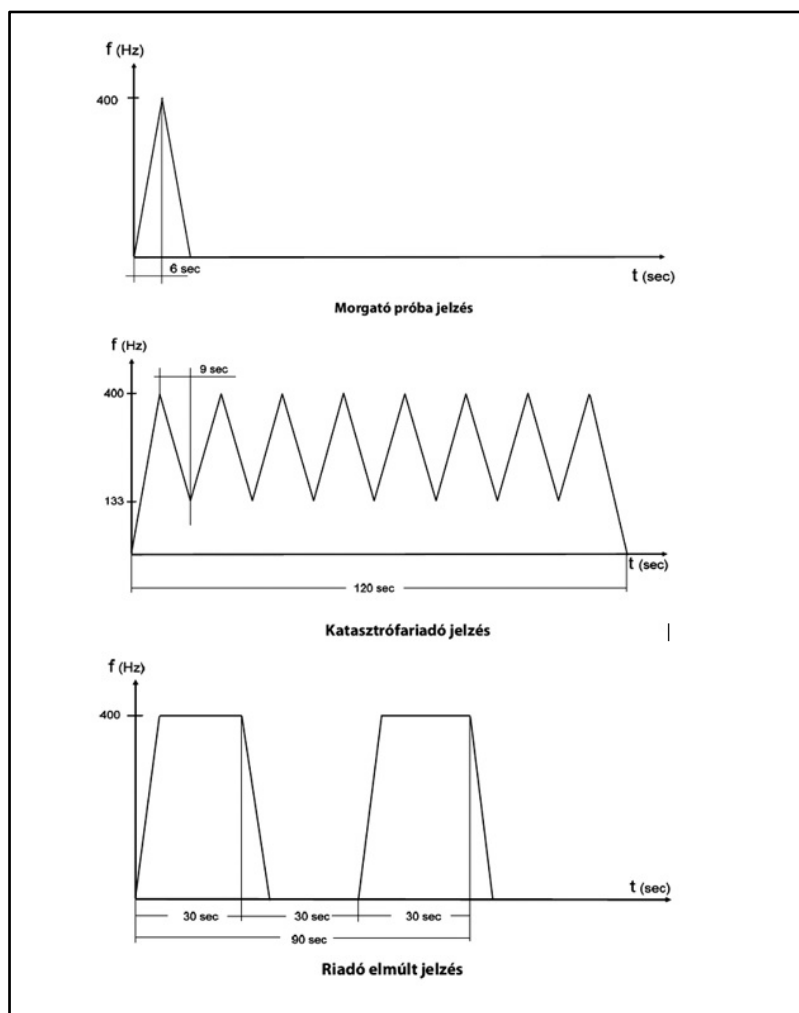 f (Hz)
400
6 sec
t (sec)
Morgató próba jelzés
f (Hz)
9 sec
400
133
t (sec)
120 sec
Katasztrófariadó jelzés
f (Hz)
400
t (sec)
30 sec 30 sec 30 sec
90 sec
Riadó elmúlt jelzés